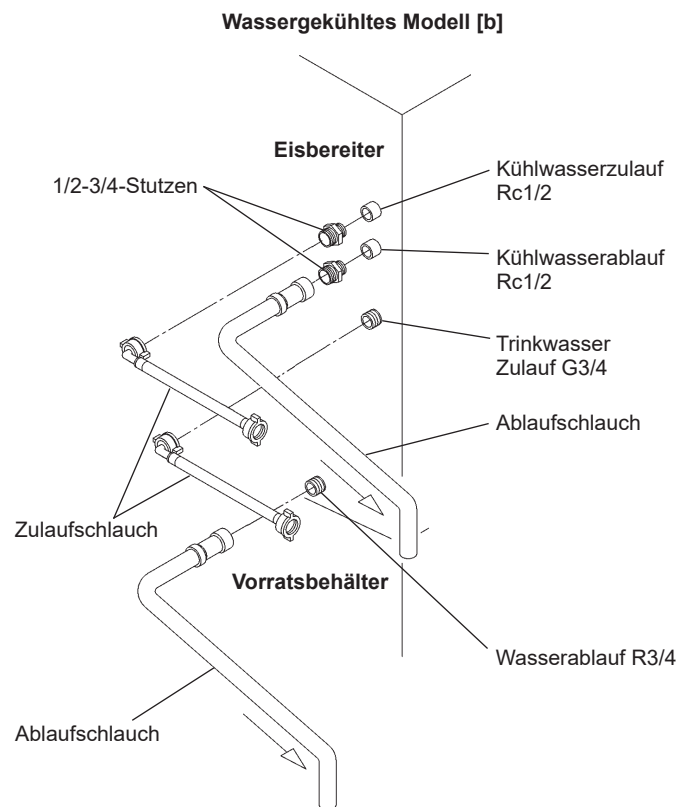 Wassergekühltes Modell [b]
Eisbereiter
1/2-3/4-Stutzen
Kühlwasserzulauf
Rc1/2
Kühlwasserablauf
Rc1/2
Trinkwasser
Zulauf G3/4
Ablaufschlauch
Zulaufschlauch
Vorratsbehälter
Wasserablauf R3/4
Ablaufschlauch